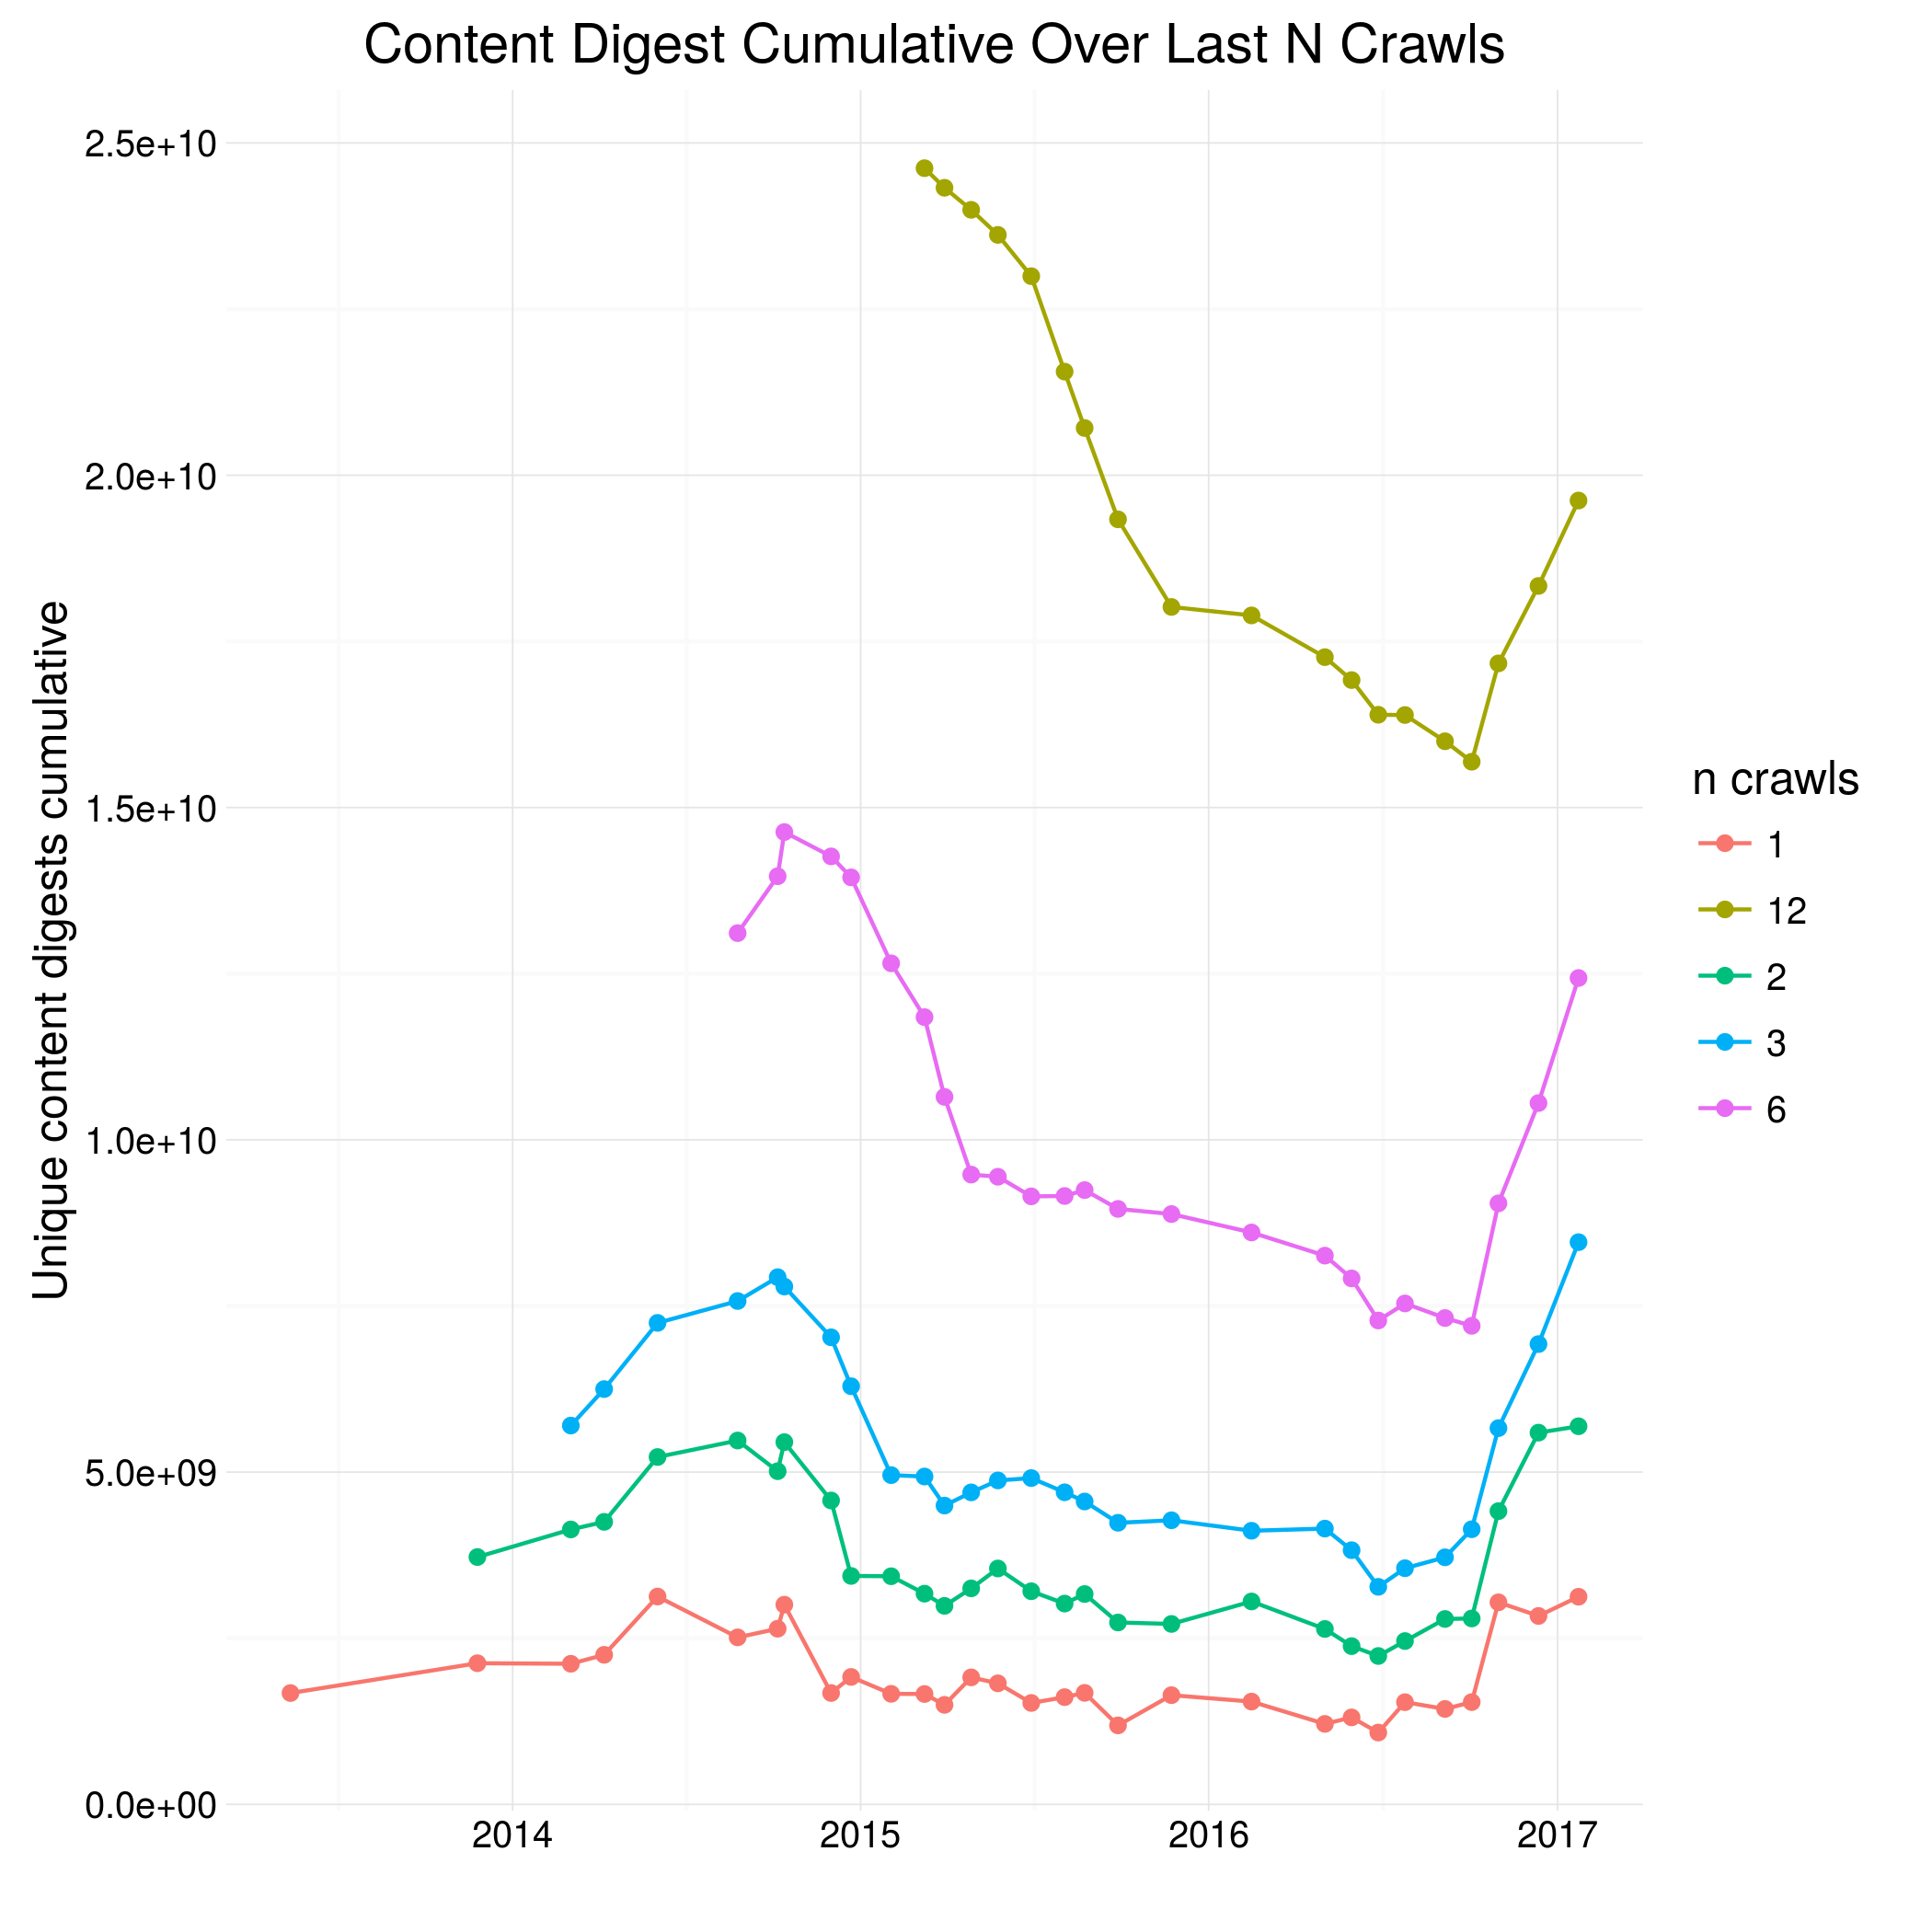 Content Digest Cumulative Over Last N Crawls
Unique content digests cumulative
2.5e+10
2.0e+10
1.5e+10
1.0e+10
5.0e+09
0.0e+00
2014
2015
2016
2017
n crawls
1
12
2
3
6